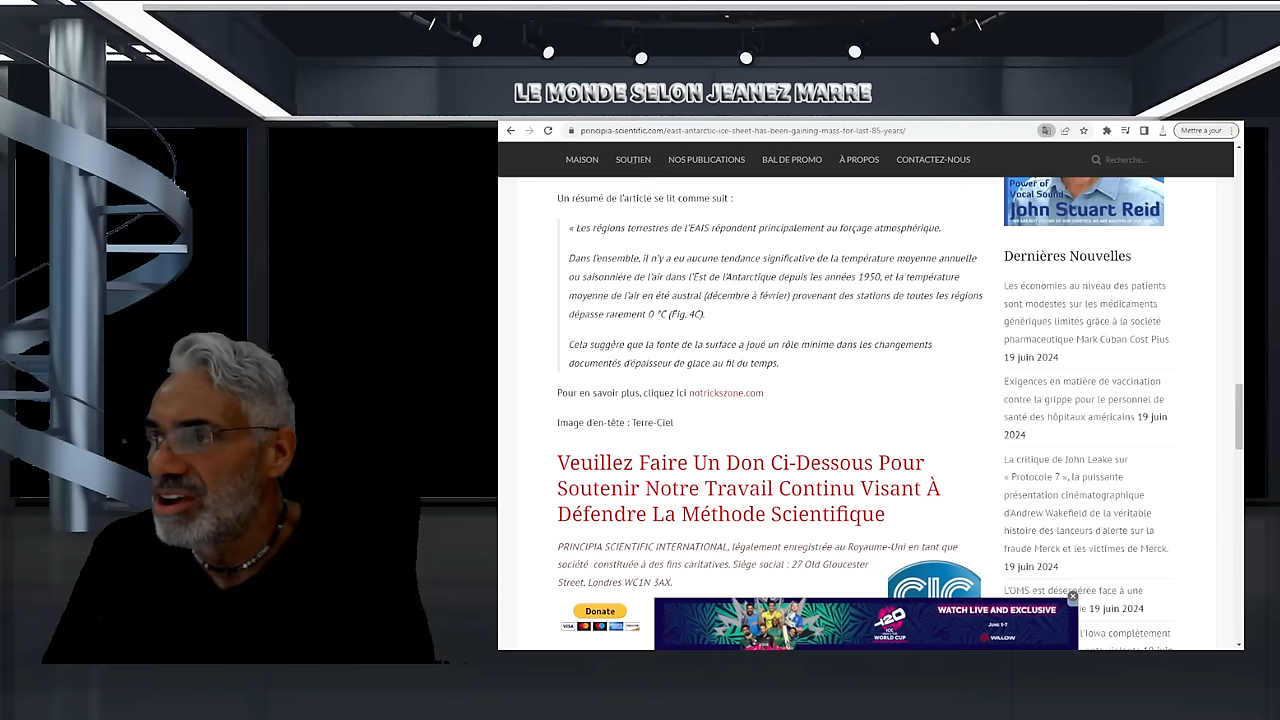 LE MONDE SELON JEANEZ MARRE
principia-scientific.com/east-antarctic-ice-sheet-has-been-gaining-mass-for-last-85-years/
Mettre à jour
MAISON SOUTIEN NOS PUBLICATIONS BAL DE PROMO À PROPOS CONTACTEZ-NOUS Recherche...
Un résumé de l'article se lit comme suit :
« Les régions terrestres de l'EAIS répondent principalement au forçage atmosphérique.
Dans l'ensemble, il n'y a eu aucune tendance significative de la température moyenne annuelle
ou saisonnière de l'air dans l'Est de l'Antarctique depuis les années 1950, et la température
moyenne de l'air en été austral (décembre à février) provenant des stations de toutes les régions
dépasse rarement 0 °C (Fig. 4C).
Cela suggère que la fonte de la surface a joué un rôle minime dans les changements
documentés d'épaisseur de glace au fil du temps.
Pour en savoir plus, cliquez ici notrickszone.com
Image d'en-tête : Terre-Ciel
Veuillez Faire Un Don Ci-Dessous Pour
Soutenir Notre Travail Continu Visant À
Défendre La Méthode Scientifique
PRINCIPIA SCIENTIFIC INTERNATIONAL, légalement enregistrée au Royaume-Uni en tant que
société constituée à des fins caritatives. Siège social : 27 Old Gloucester
Street, Londres WC1N 3AX.
CIC
Donate
VISA
Power of
Vocal Sound
John Stuart Reid
Dernières Nouvelles
Les économies au niveau des patients
sont modestes sur les médicaments
génériques limités grâce à la société
pharmaceutique Mark Cuban Cost Plus
19 juin 2024
Exigences en matière de vaccination
contre la grippe pour le personnel de
santé des hôpitaux américains 19 juin
2024
La critique de John Leake sur
« Protocole 7 », la puissante
présentation cinématographique
d'Andrew Wakefield de la véritable
histoire des lanceurs d'alerte sur la
fraude Merck et les victimes de Merck.
19 juin 2024
L'OMS est désespérée face à une
19 juin 2024
l'Iowa complètement
ICC
T20
WORLD CUP
WATCH LIVE AND EXCLUSIVE
WILLOW